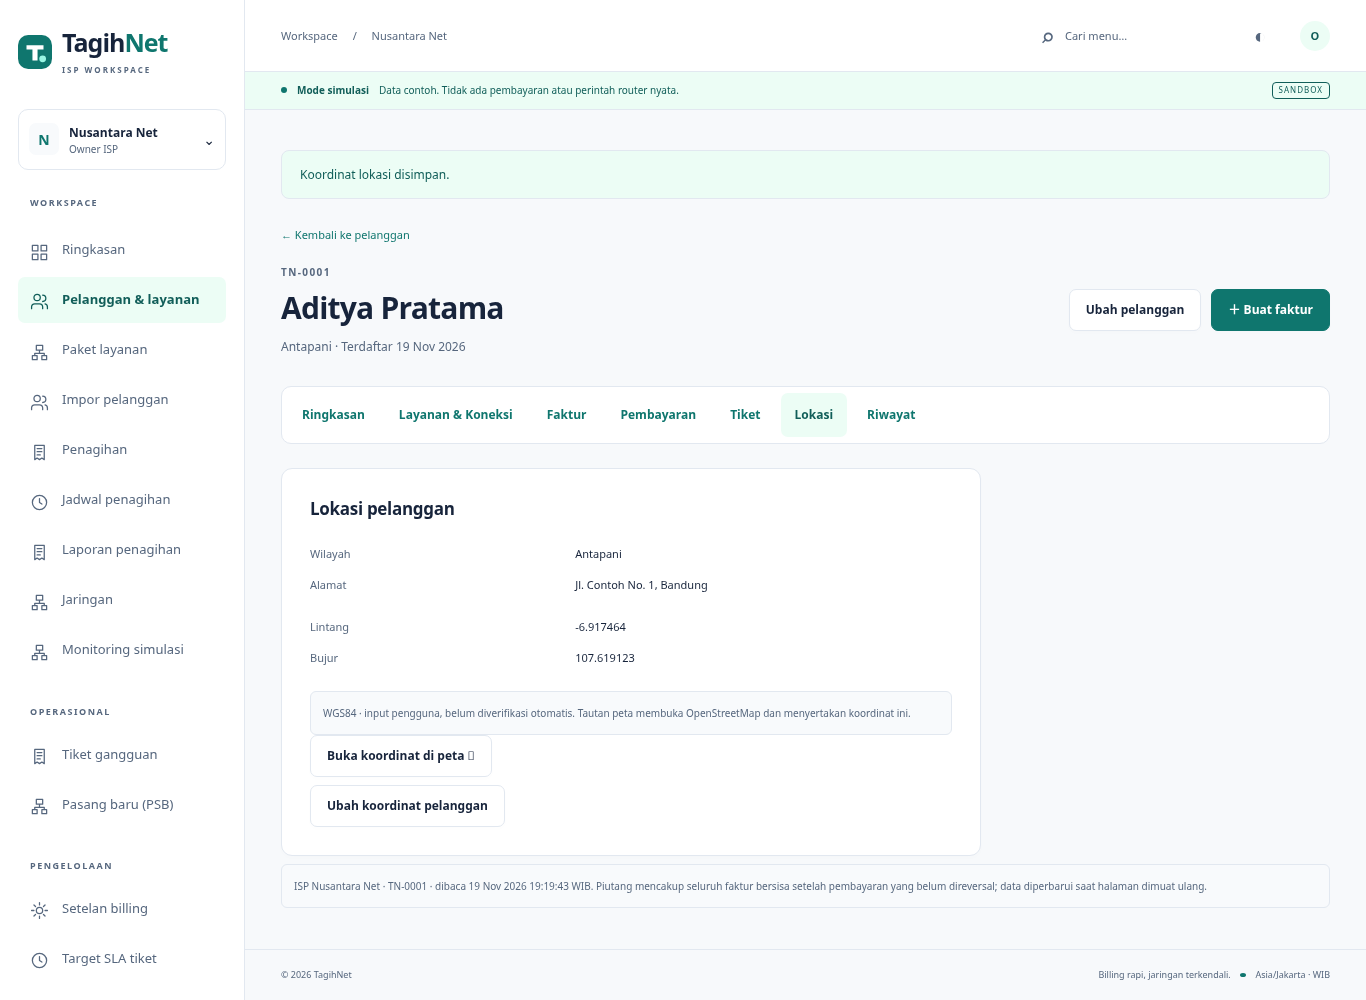 TagihNet
ISP WORKSPACE
N
Nusantara Net
Owner ISP
WORKSPACE
Ringkasan
Pelanggan & layanan
Paket layanan
Impor pelanggan
Penagihan
Jadwal penagihan
Laporan penagihan
Jaringan
Monitoring simulasi
OPERASIONAL
Tiket gangguan
Pasang baru (PSB)
PENGELOLAAN
Setelan billing
Target SLA tiket
Workspace / Nusantara Net
Cari menu...
O
Mode simulasi Data contoh. Tidak ada pembayaran atau perintah router nyata.
SANDBOX
Koordinat lokasi disimpan.
← Kembali ke pelanggan
TN-0001
Aditya Pratama
Antapani · Terdaftar 19 Nov 2026
Ubah pelanggan
+ Buat faktur
Ringkasan Layanan & Koneksi Faktur Pembayaran Tiket Lokasi Riwayat
Lokasi pelanggan
Wilayah Antapani
Alamat Jl. Contoh No. 1, Bandung
Lintang -6.917464
Bujur 107.619123
WGS84 · input pengguna, belum diverifikasi otomatis. Tautan peta membuka OpenStreetMap dan menyertakan koordinat ini.
Buka koordinat di peta
Ubah koordinat pelanggan
ISP Nusantara Net · TN-0001 · dibaca 19 Nov 2026 19:19:43 WIB. Piutang mencakup seluruh faktur bersisa setelah pembayaran yang belum direversal; data diperbarui saat halaman dimuat ulang.
© 2026 TagihNet
Billing rapi, jaringan terkendali. Asia/Jakarta · WIB